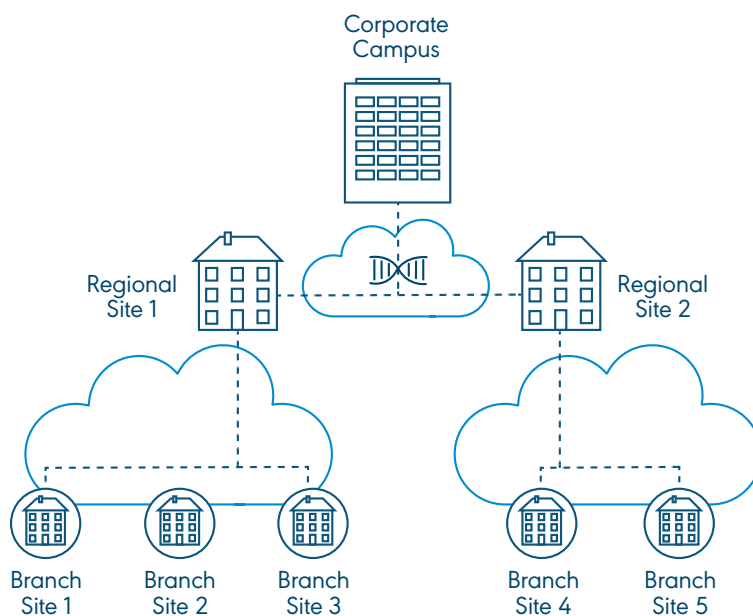 Corporate
Campus
Regional
Site 1
Regional
Site 2
Branch
Site 1
Branch
Site 2
Branch
Site 3
Branch
Site 4
Branch
Site 5